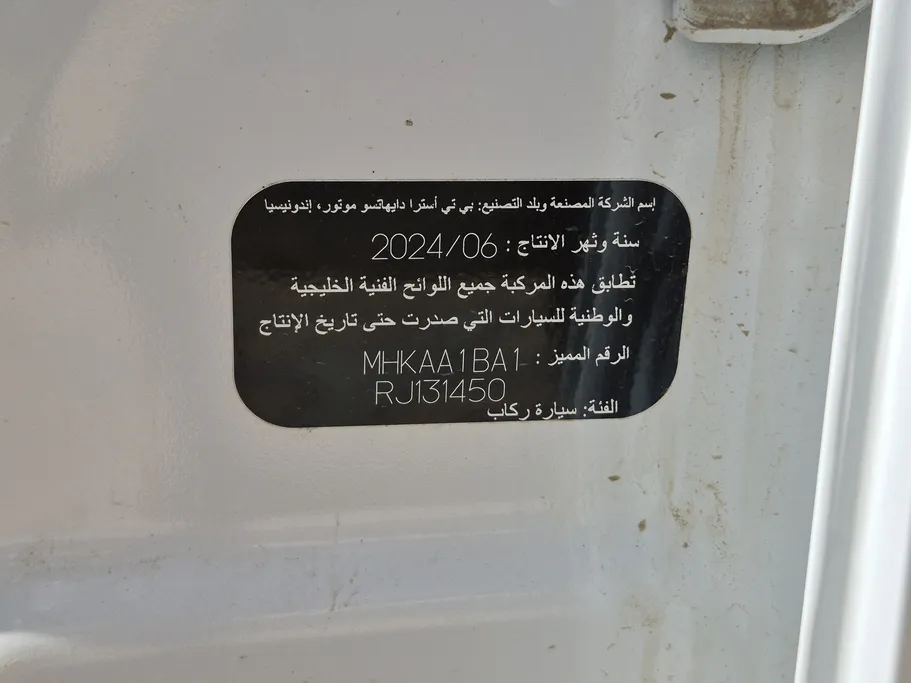 إسم الشركة المصنعة وبلد التصنيع: بي تي أسترا دايهاتسو موتور، إندونيسيا
سنة وشهر الانتاج : 2024/06
تطابق هذه المركبة جميع اللوائح الفنية الخليجية
والوطنية للسيارات التي صدرت حتى تاريخ الإنتاج
الرقم المميز : MHKAA1BA1
RJ131450
الفئة: سيارة ركاب